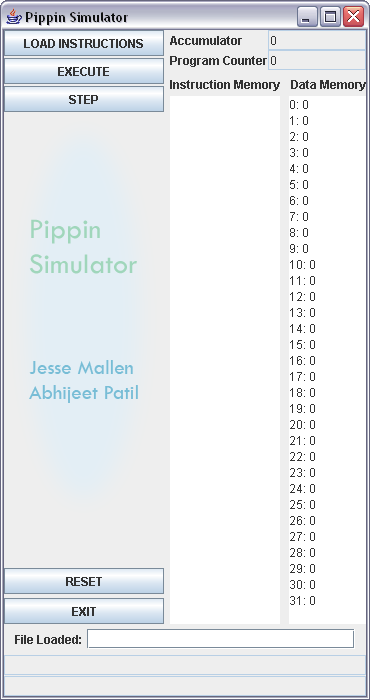 Pippin Simulator
LOAD INSTRUCTIONS
EXECUTE
STEP
Pippin
Simulator
Jesse Mallen
Abhijeet Patil
RESET
EXIT
Accumulator 0
Program Counter 0
Instruction Memory Data Memory
0: 0
1: 0
2: 0
3: 0
4: 0
5: 0
6: 0
7: 0
8: 0
9: 0
10: 0
11: 0
12: 0
13: 0
14: 0
15: 0
16: 0
17: 0
18: 0
19: 0
20: 0
21: 0
22: 0
23: 0
24: 0
25: 0
26: 0
27: 0
28: 0
29: 0
30: 0
31: 0
File Loaded: